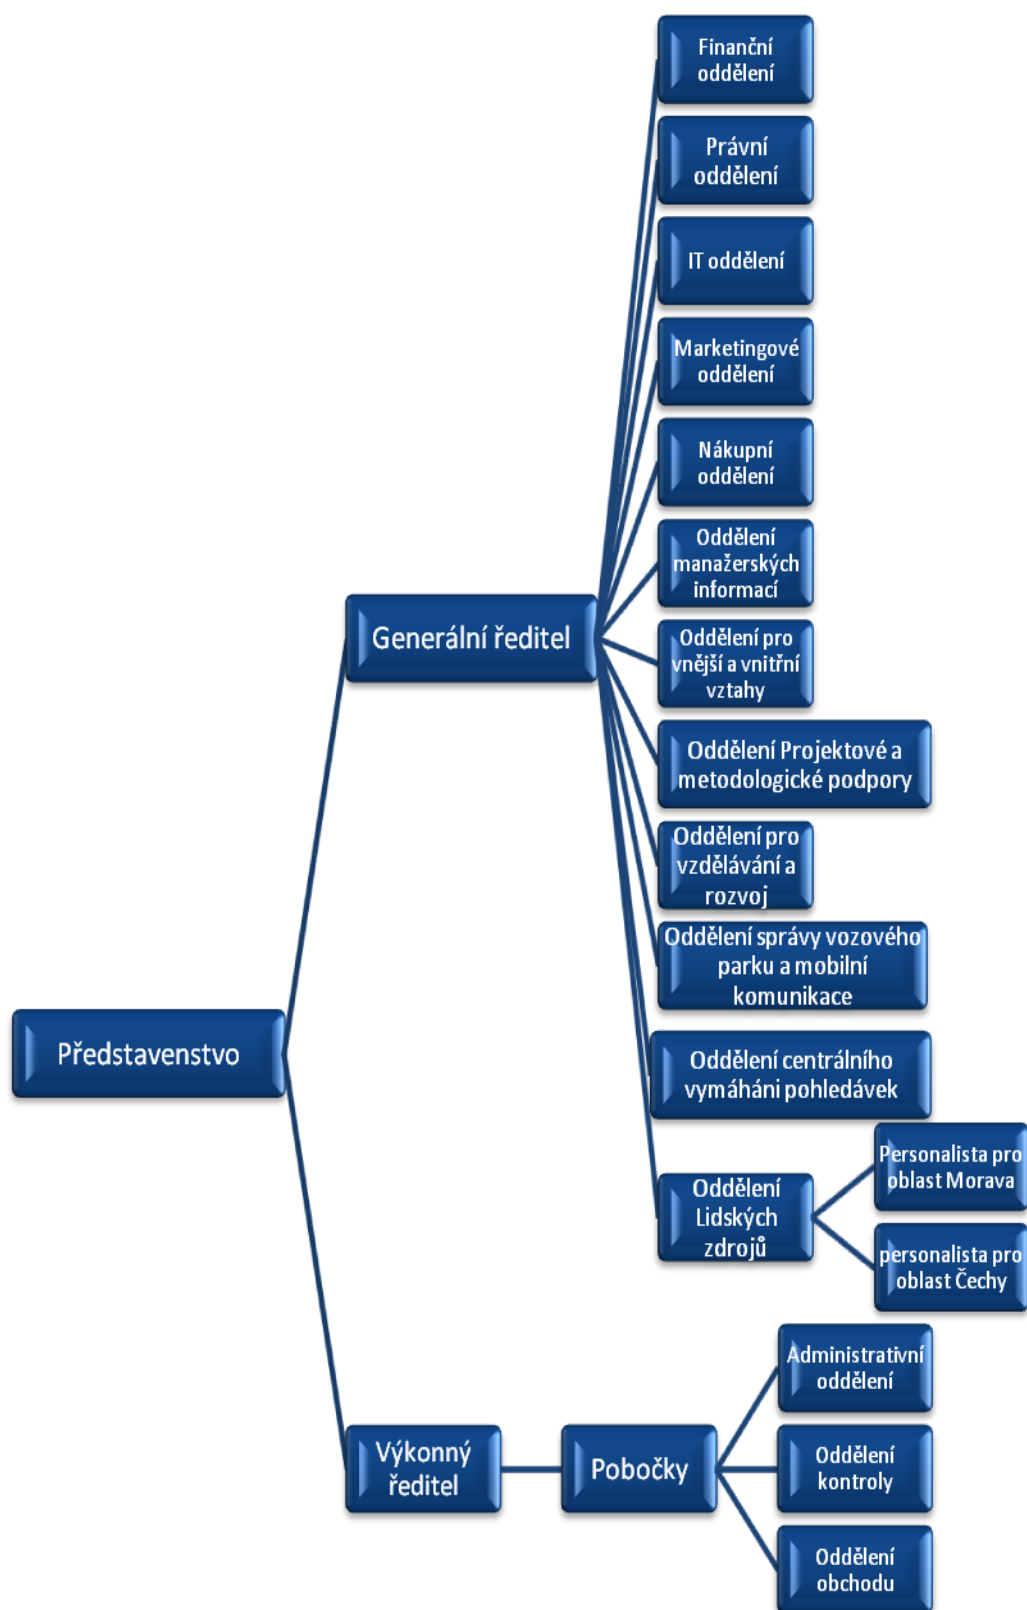 Finanční
oddělení
Právní
oddělení
IT oddělení
Marketingové
oddělení
Nákupní
oddělení
Oddělení
manažerských
informací
Generální ředitel
Oddělení pro
vnější a vnitřní
vztahy
Oddělení Projektové a
metodologické podpory
Oddělení pro
vzdělávání a
rozvoj
Oddělení správy vozového
parku a mobilní
komunikace
Představenstvo
Oddělení centrálního
vymáháni pohledávek
Oddělení
Lidských
zdrojů
Personalista pro
oblast Morava
personalista pro
oblast Čechy
Výkonný
ředitel
Pobočky
Administrativní
oddělení
Oddělení
kontroly
Oddělení
obchodu